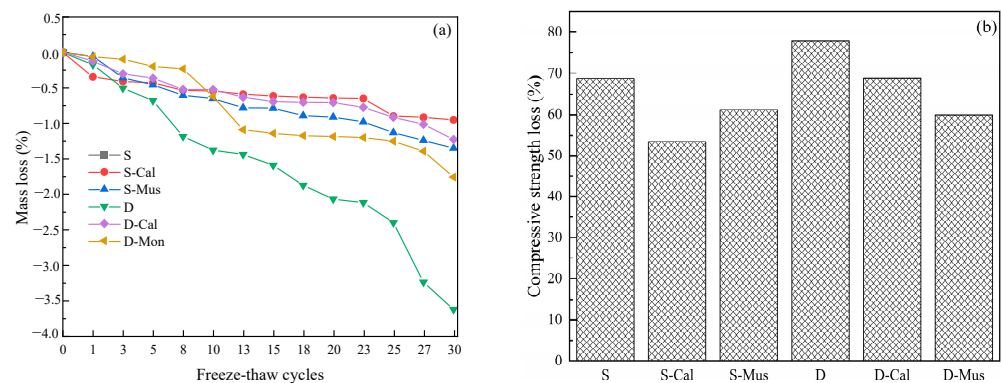 (a)
0.5
0.0
−0.5
−1.0
−1.5
−2.0
−2.5
−3.0
−3.5
−4.0
Mass loss (%)
S
S-Cal
S-Mus
D
D-Cal
D-Mon
0 1 3 5 8 10 13 15 18 20 23 25 27 30
Freeze-thaw cycles
(b)
80
70
60
50
40
30
20
10
0
Compressive strength loss (%)
S S-Cal S-Mus D D-Cal D-Mus